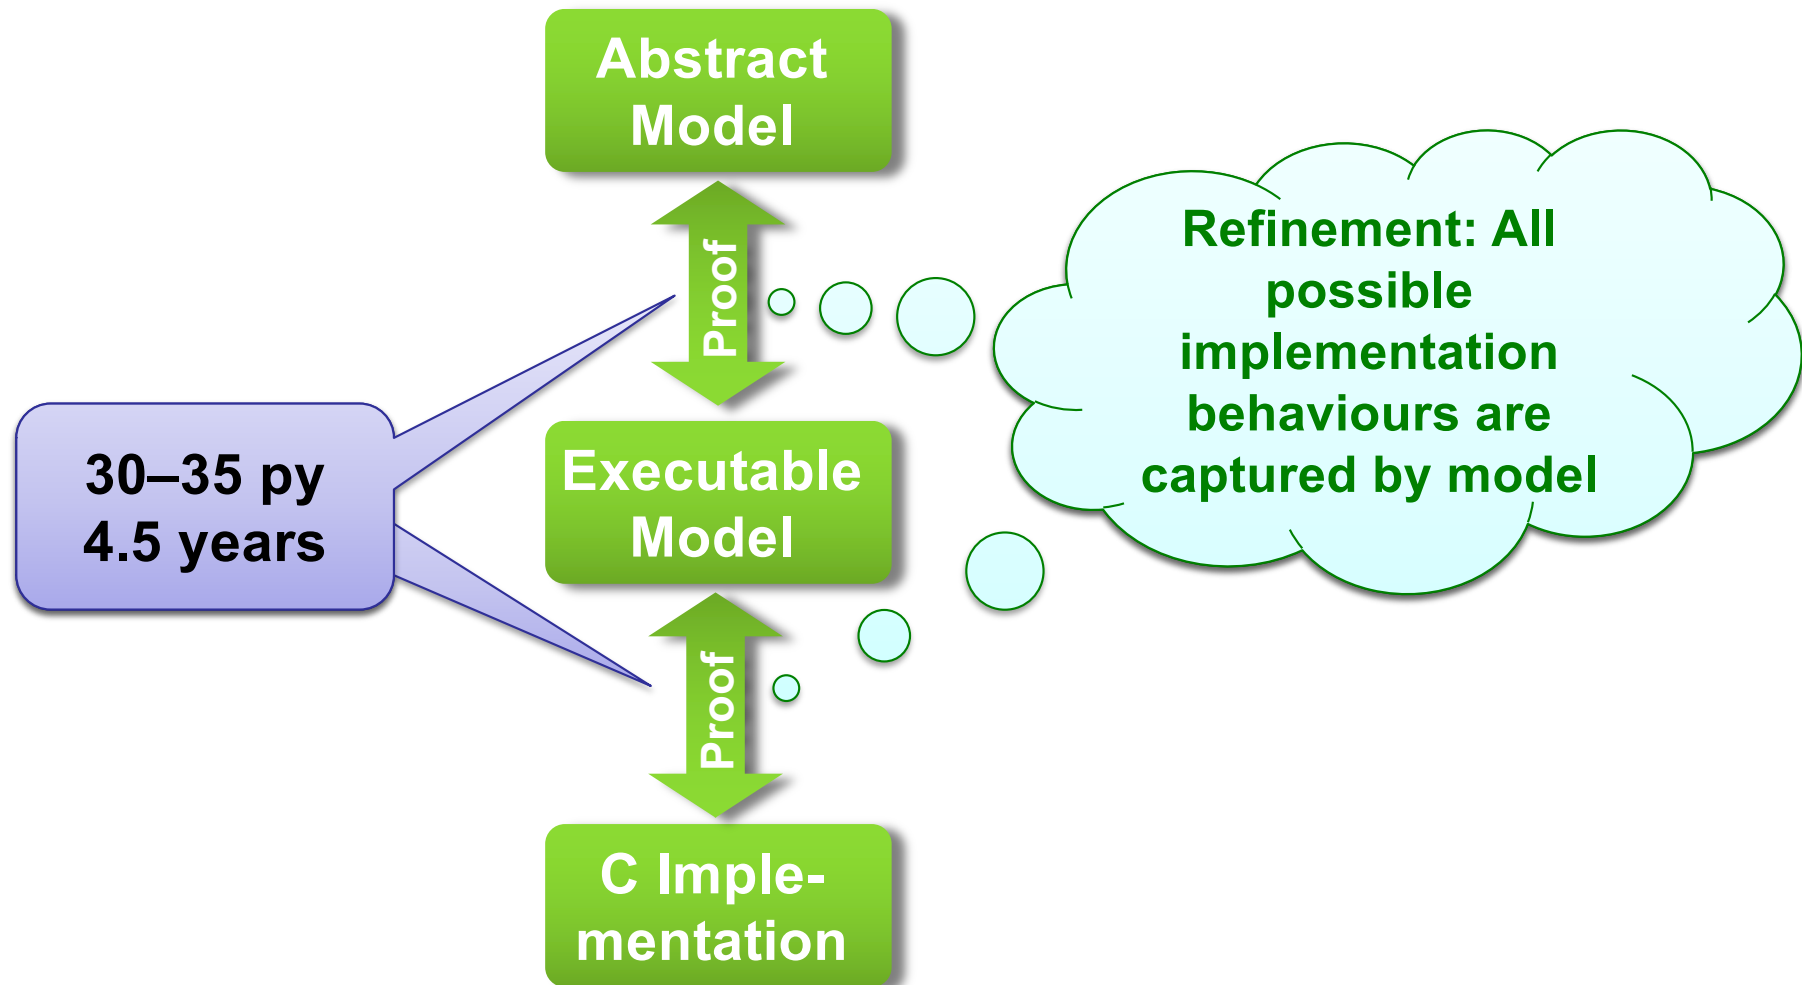 Abstract
Model
Proof
Refinement: All
possible
implementation
behaviours are
captured by model
30–35 py
4.5 years
Executable
Model
Proof
C Imple-
mentation